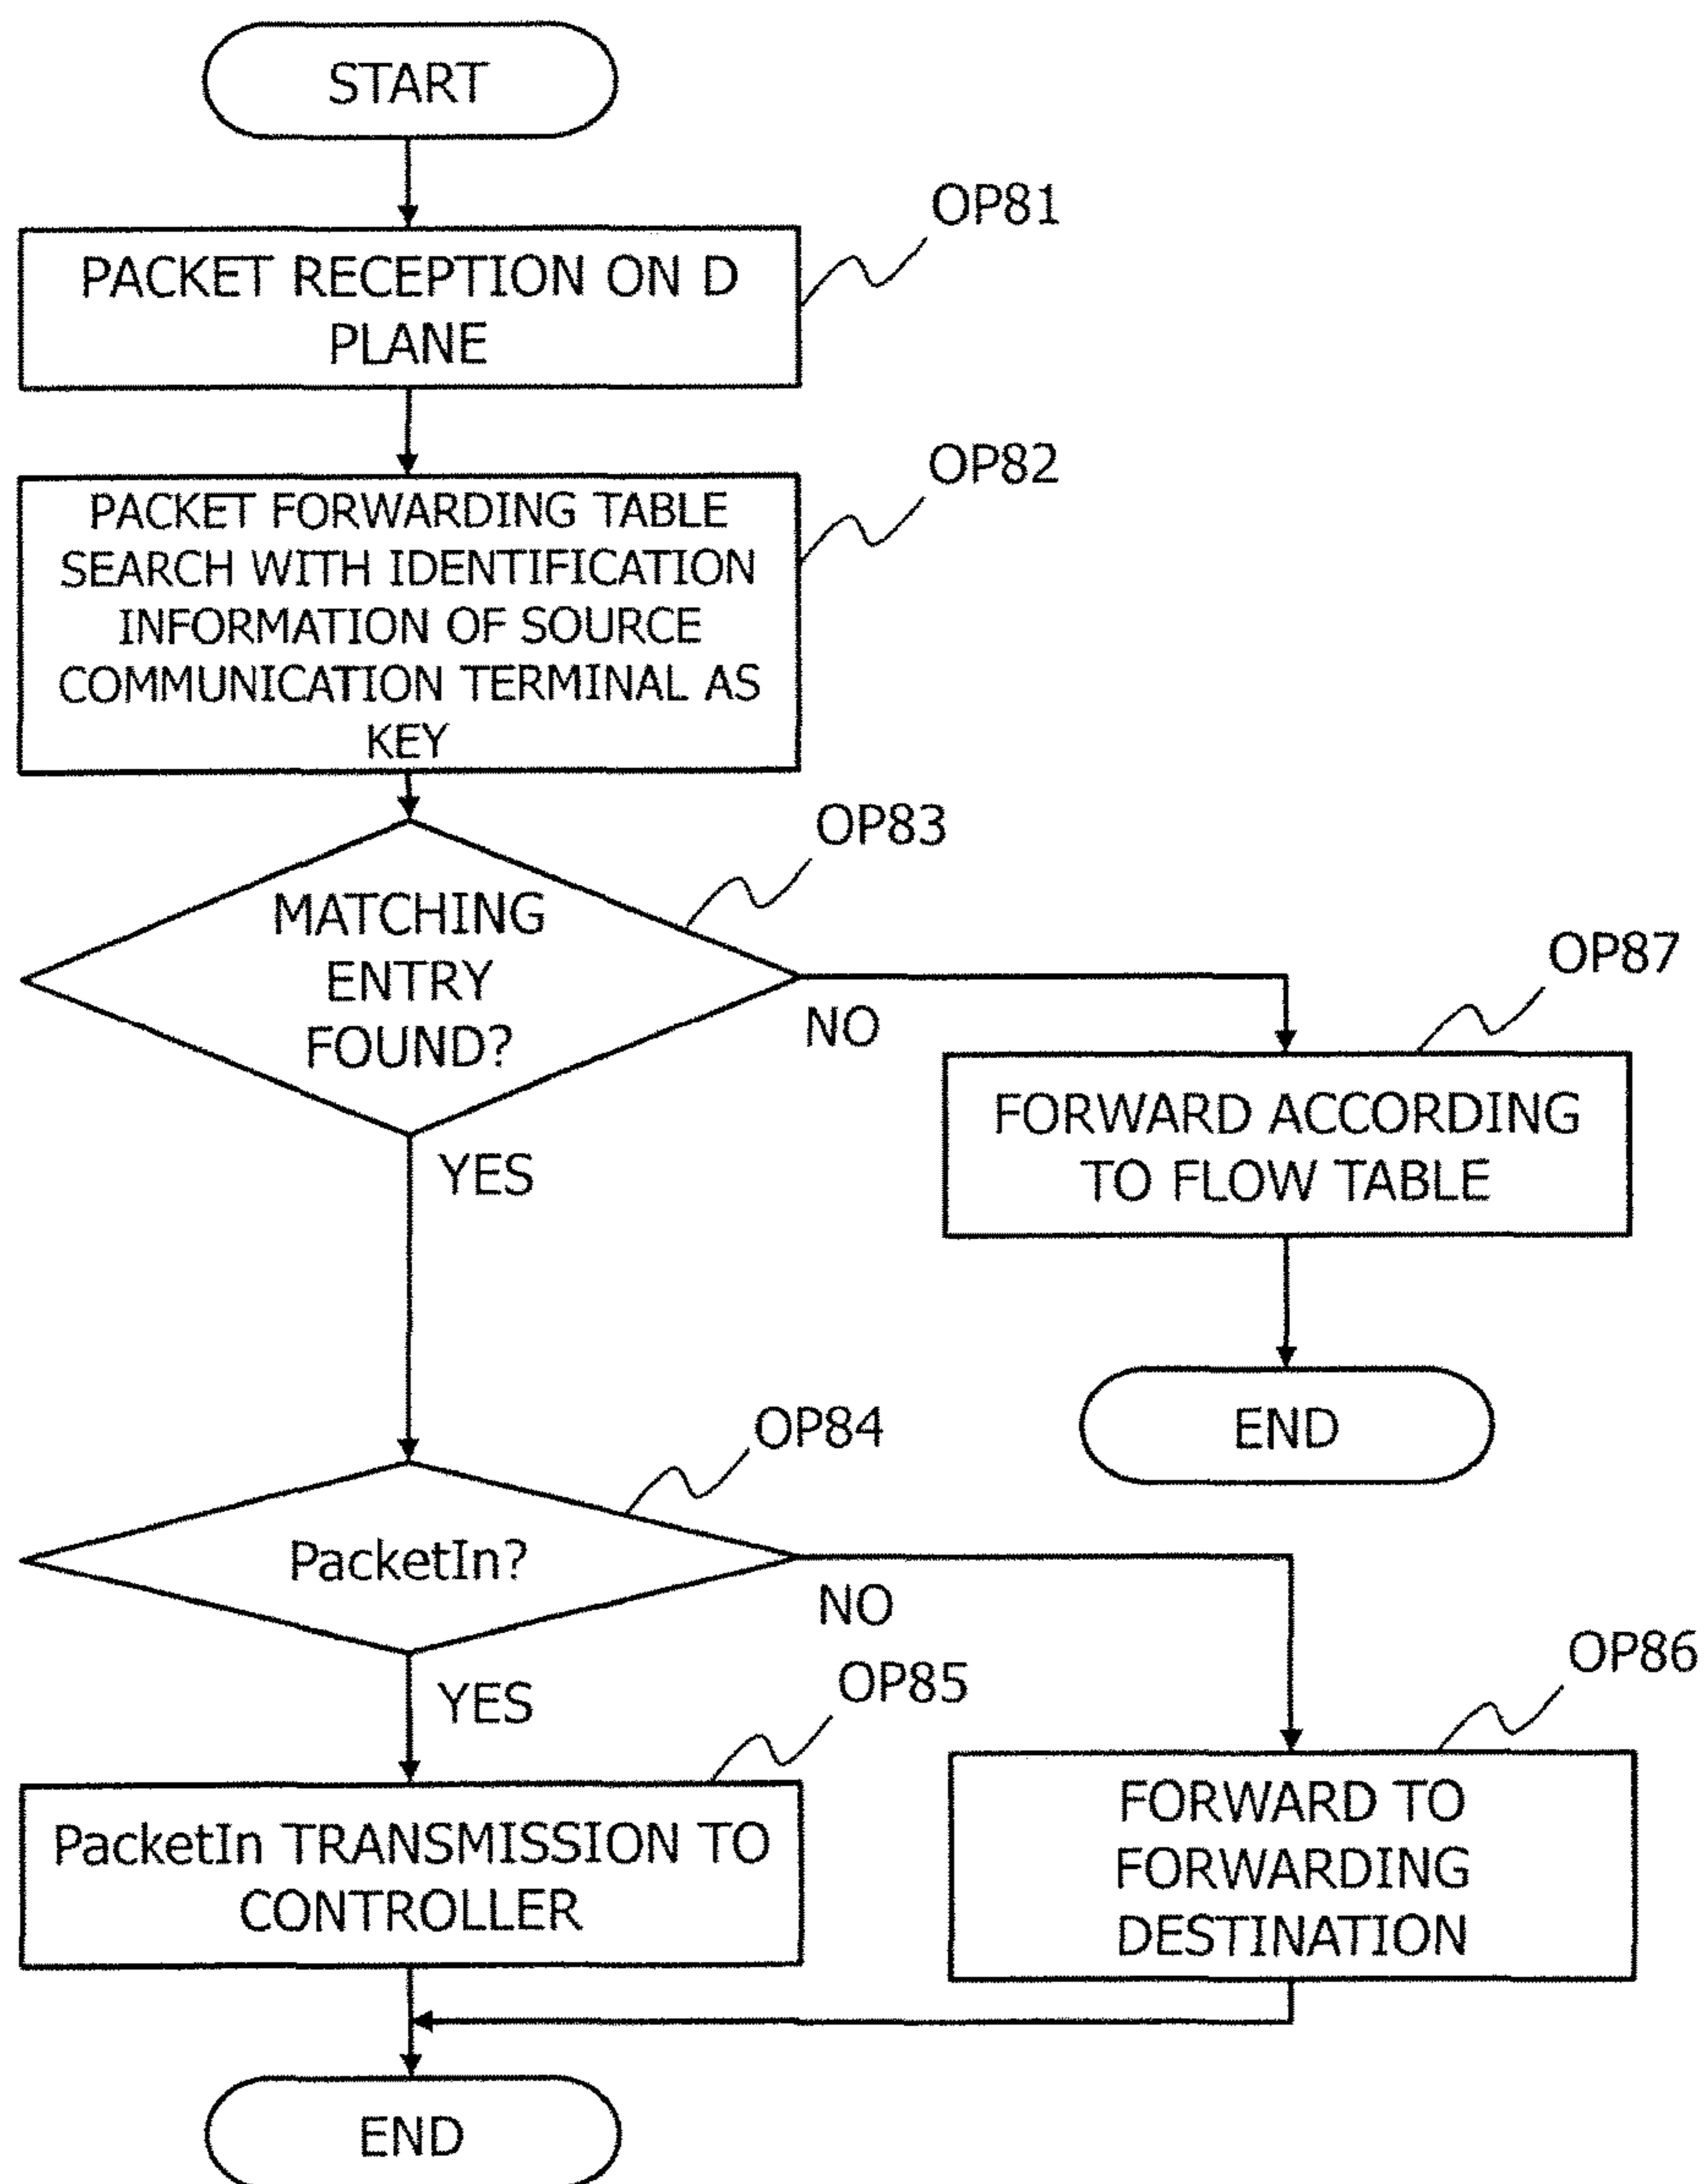 START
OP81
PACKET RECEPTION ON D
PLANE
OP82
PACKET FORWARDING TABLE
SEARCH WITH IDENTIFICATION
INFORMATION OF SOURCE
COMMUNICATION TERMINAL AS
KEY
OP83
MATCHING
ENTRY
FOUND?
NO
YES
OP87
FORWARD ACCORDING
TO FLOW TABLE
END
OP84
PacketIn?
NO
YES
OP85
PacketIn TRANSMISSION TO
CONTROLLER
OP86
FORWARD TO
FORWARDING
DESTINATION
END